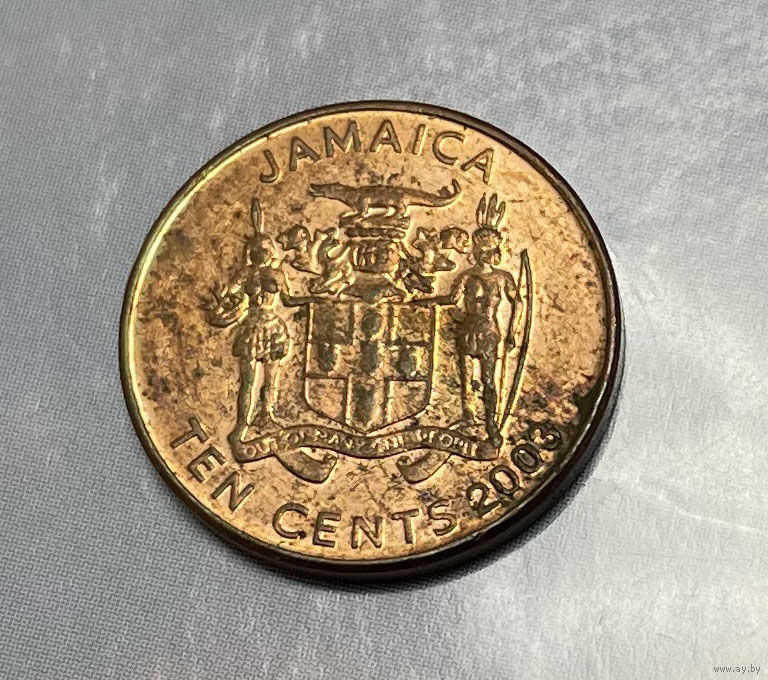 JAMAICA
OUT OF MANY ONE PEOPLE
TEN CENTS 2003
www.ay.by